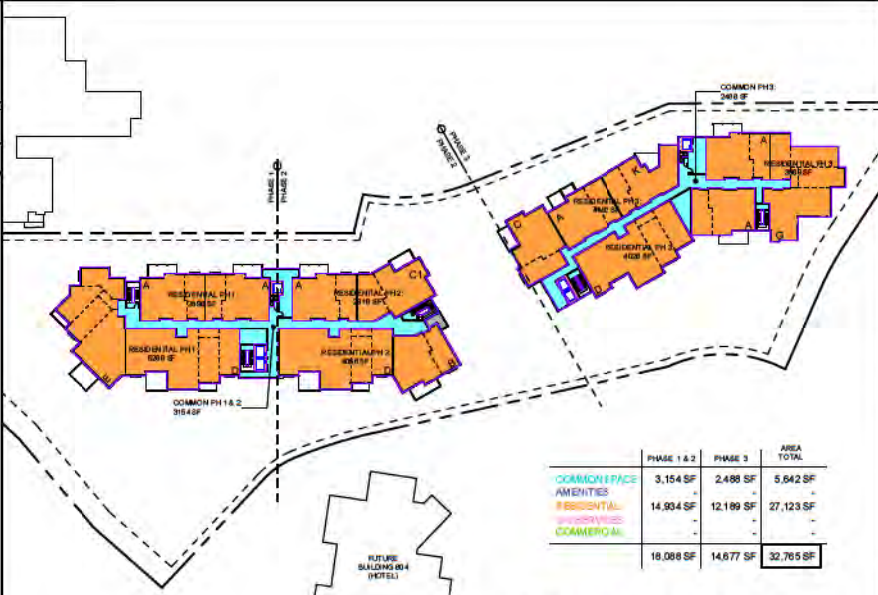 COMMON PH3:
2488 SF
PHASE 3
PHASE 2
PHASE 1
PHASE 2
K
A
RESIDENTIAL PH 3:
C
A
RESIDENTIAL PH3:
RESIDENTIAL PH 3
4028 SF
A
G
D
C1
A
A
A
RESIDENTIAL PH1
RESIDENTIAL PH2:
RESIDENTIAL PH1
RESIDENTIAL PH 2
D
D
B
COMMON PH 1 & 2
3154 SF
PHASE 1 & 2 PHASE 3 AREA TOTAL
COMMON SPACE 3,154 SF 2,488 SF 5,642 SF
AMENITIES - - -
RESIDENTIAL 14,934 SF 12,189 SF 27,123 SF
- - -
COMMERCIAL - - -
18,088 SF 14,677 SF 32,765 SF
FUTURE
BUILDING 804
(HOTEL)